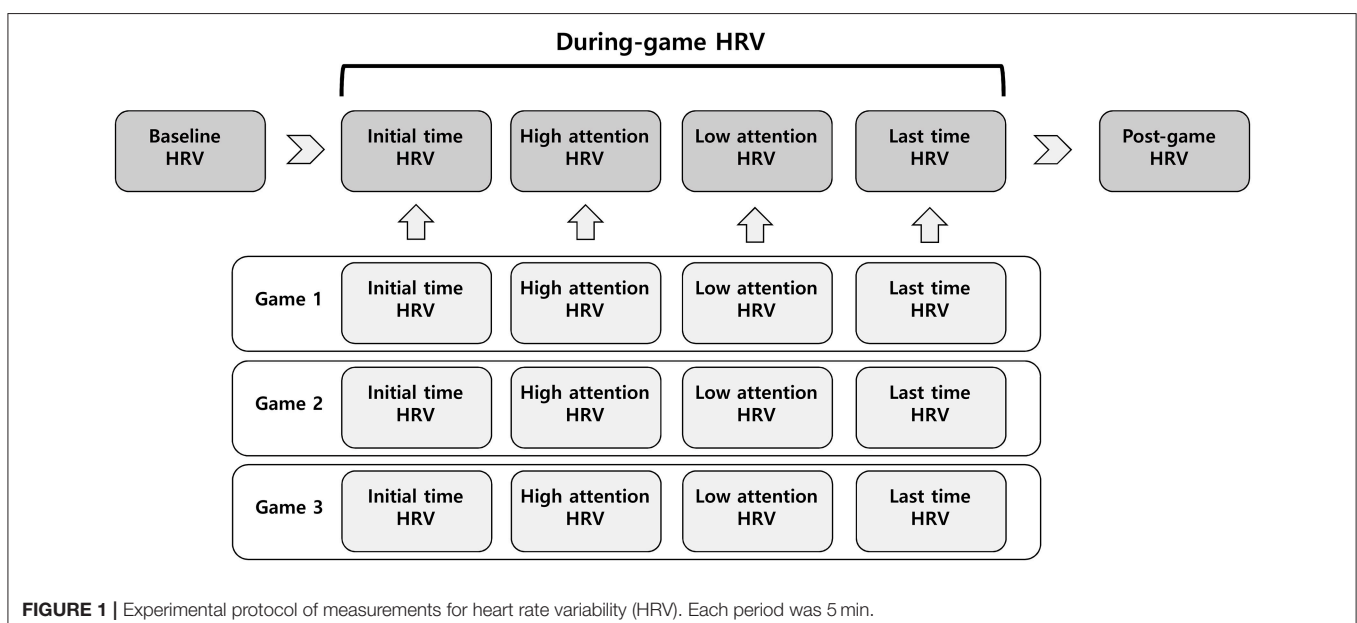 During-game HRV
Baseline
HRV
Initial time
HRV
High attention
HRV
Low attention
HRV
Last time
HRV
Post-game
HRV
Game 1
Initial time
HRV
High attention
HRV
Low attention
HRV
Last time
HRV
Game 2
Initial time
HRV
High attention
HRV
Low attention
HRV
Last time
HRV
Game 3
Initial time
HRV
High attention
HRV
Low attention
HRV
Last time
HRV
FIGURE 1 | Experimental protocol of measurements for heart rate variability (HRV). Each period was 5 min.